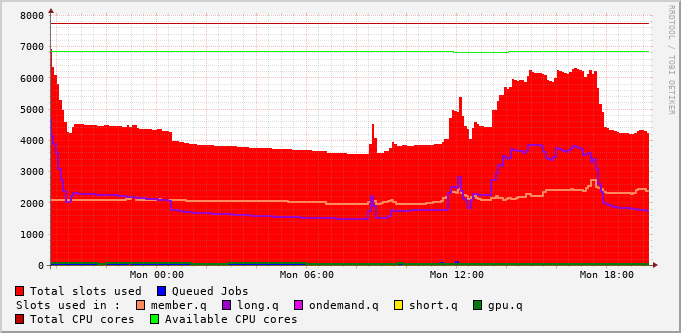 8000
7000
6000
5000
4000
3000
2000
1000
0
Mon 00:00 Mon 06:00 Mon 12:00 Mon 18:00
RRDTOOL / TOBI OETIKER
Total slots used Queued Jobs
Slots used in : member.q long.q ondemand.q short.q gpu.q
Total CPU cores Available CPU cores